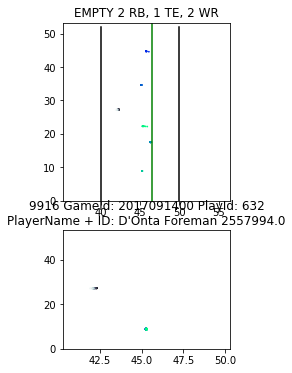 EMPTY 2 RB, 1 TE, 2 WR
50
40
30
20
10
0
40 45 50 55
9916 GameId: 2017091400 PlayId: 632
PlayerName + ID: D'Onta Foreman 2557994.0
40
20
0
42.5 45.0 47.5 50.0